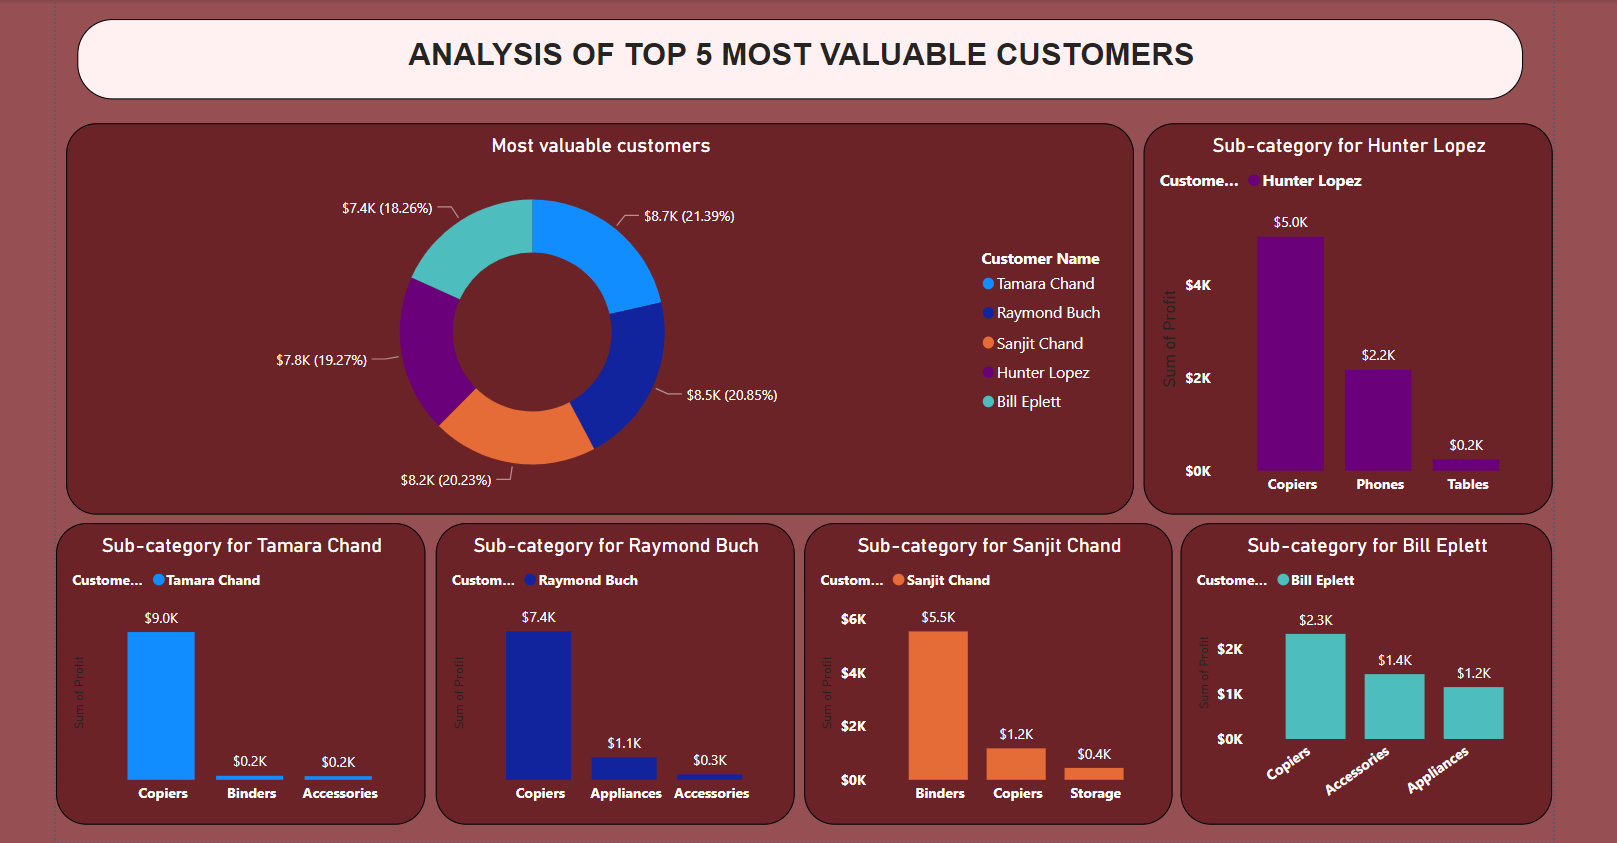 ANALYSIS OF TOP 5 MOST VALUABLE CUSTOMERS
Most valuable customers
$7.4K (18.26%)
$8.7K (21.39%)
$7.8K (19.27%)
$8.5K (20.85%)
$8.2K (20.23%)
Customer Name
Tamara Chand
Raymond Buch
Sanjit Chand
Hunter Lopez
Bill Eplett
Sub-category for Hunter Lopez
Custome... Hunter Lopez
Sum of Profit
$4K
$2K
$0K
$5.0K
$2.2K
$0.2K
Copiers Phones Tables
Sub-category for Tamara Chand
Custome... Tamara Chand
Sum of Profit
$9.0K
$0.2K
$0.2K
Copiers Binders Accessories
Sub-category for Raymond Buch
Custom... Raymond Buch
Sum of Profit
$7.4K
$1.1K
$0.3K
Copiers Appliances Accessories
Sub-category for Sanjit Chand
Custom... Sanjit Chand
Sum of Profit
$6K
$4K
$2K
$0K
$5.5K
$1.2K
$0.4K
Binders Copiers Storage
Sub-category for Bill Eplett
Custome... Bill Eplett
Sum of Profit
$2K
$1K
$0K
$2.3K
$1.4K
$1.2K
Copiers Accessories Appliances